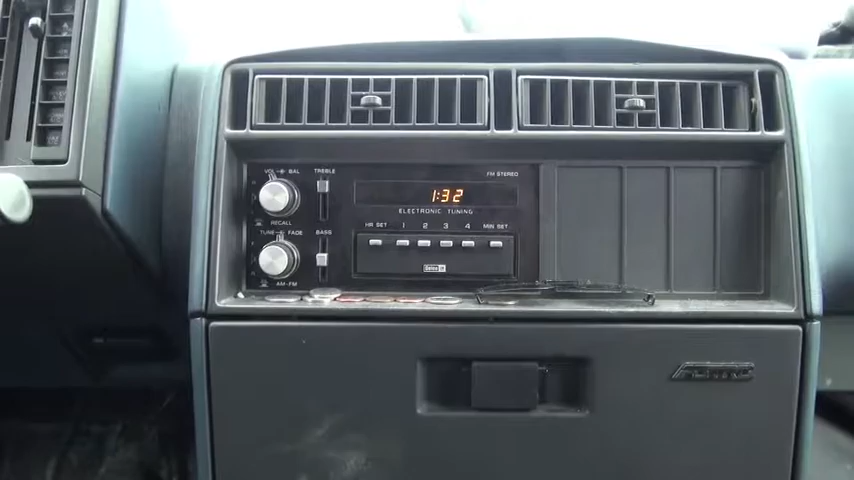 VOL BAL TREBLE
FM STEREO
1:32
ELECTRONIC TUNING
RECALL
HR SET 1 2 3 4 MIN SET
TUNE FADE BASS
AM-FM